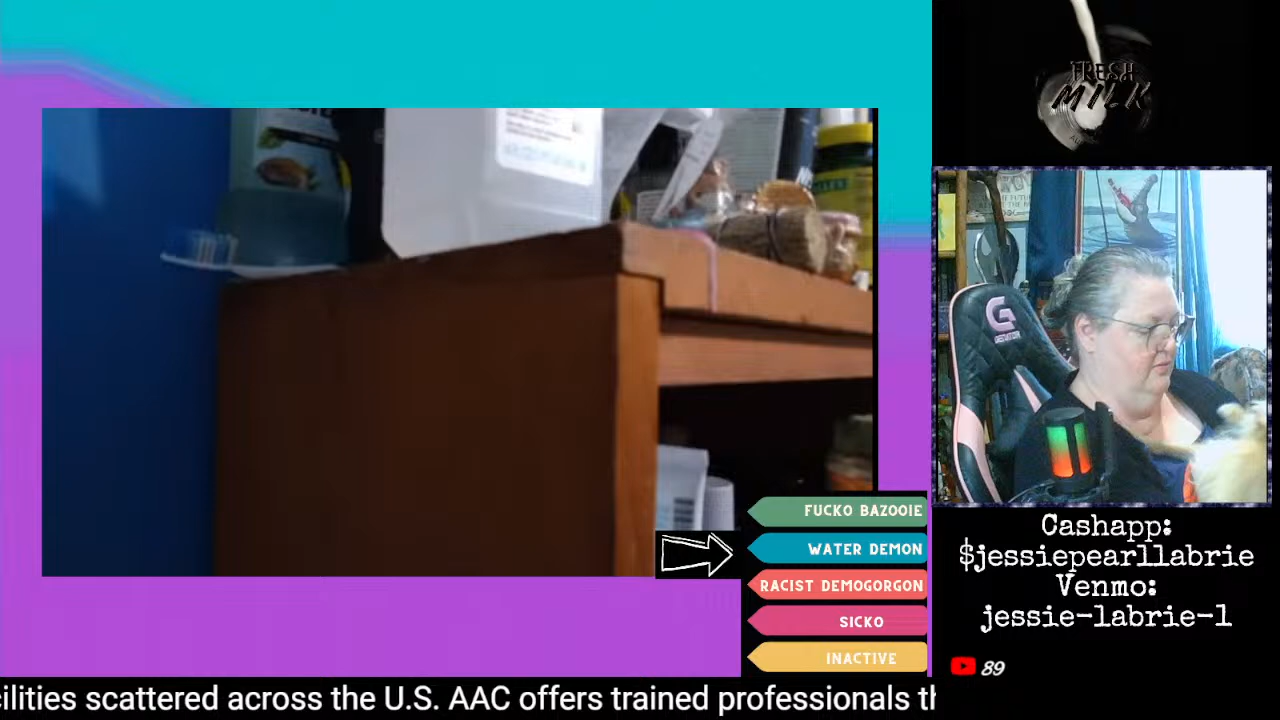 FRESH
MILK
FUCKO BAZOOIE
WATER DEMON
RACIST DEMOGORGON
SICKO
INACTIVE
Cashapp:
$jessiepearllabrie
Venmo:
jessie-labrie-1
89
cilities scattered across the U.S. AAC offers trained professionals th